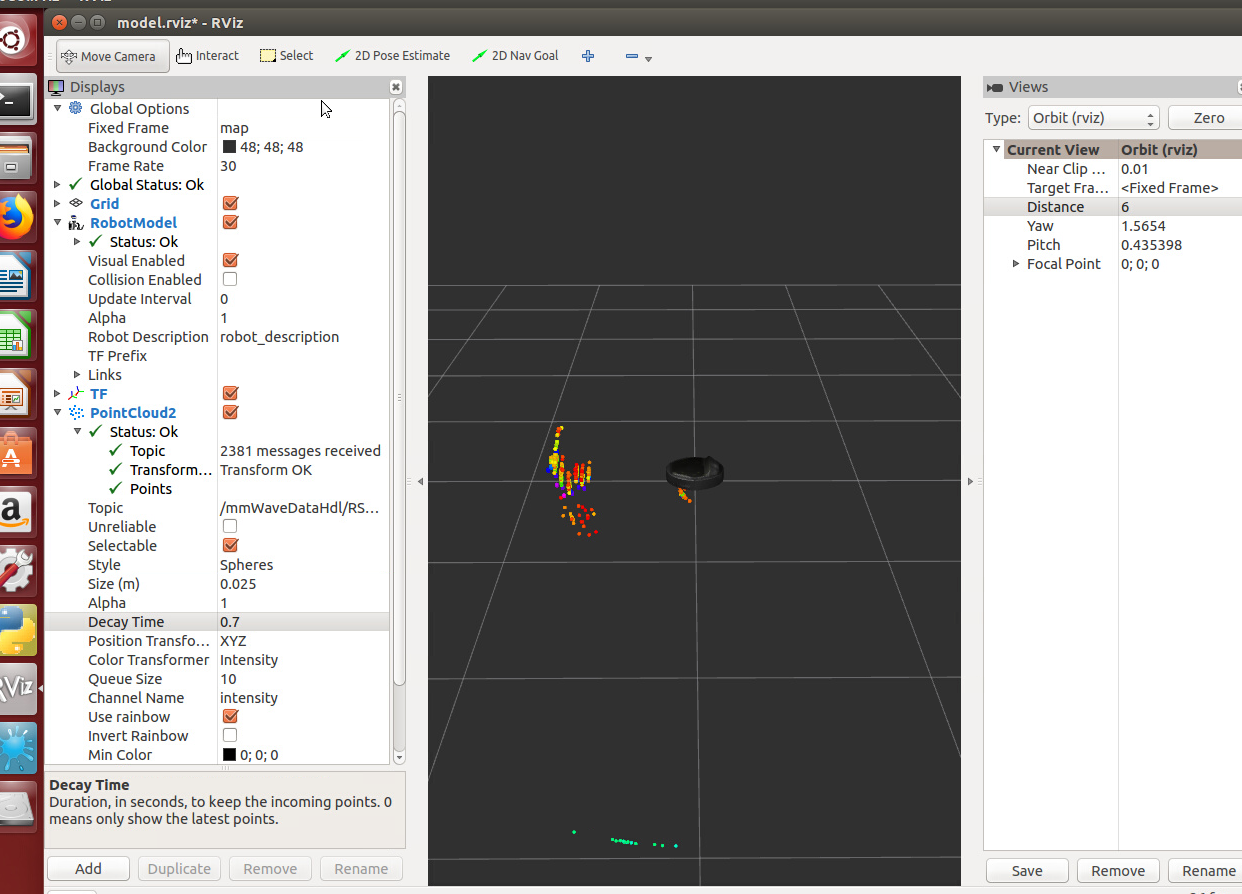 model.rviz* - RViz
Move Camera Interact Select 2D Pose Estimate 2D Nav Goal
Displays
Global Options
Fixed Frame map
Background Color 48; 48; 48
Frame Rate 30
Global Status: Ok
Grid
RobotModel
Status: Ok
Visual Enabled
Collision Enabled
Update Interval 0
Alpha 1
Robot Description robot_description
TF Prefix
Links
TF
PointCloud2
Status: Ok
Topic 2381 messages received
Transform... Transform OK
Points
Topic /mmWaveDataHdl/RS...
Unreliable
Selectable
Style Spheres
Size (m) 0.025
Alpha 1
Decay Time 0.7
Position Transfo... XYZ
Color Transformer Intensity
Queue Size 10
Channel Name intensity
Use rainbow
Invert Rainbow
Min Color 0; 0; 0
Decay Time
Duration, in seconds, to keep the incoming points. 0
means only show the latest points.
Add Duplicate Remove Rename
Views
Type: Orbit (rviz) Zero
Current View Orbit (rviz)
Near Clip ... 0.01
Target Fra... <Fixed Frame>
Distance 6
Yaw 1.5654
Pitch 0.435398
Focal Point 0; 0; 0
Save Remove Rename
a
RViz